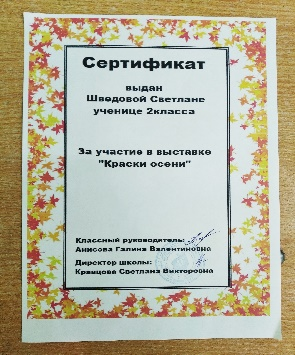 Сертификат
выдан
Шведовой Светлане
ученице 2класса
За участие в выставке
"Краски осени"
Классный руководитель:
Анисова Галина Валентиновна
Директор школы:
Кравцова Светлана Викторовна